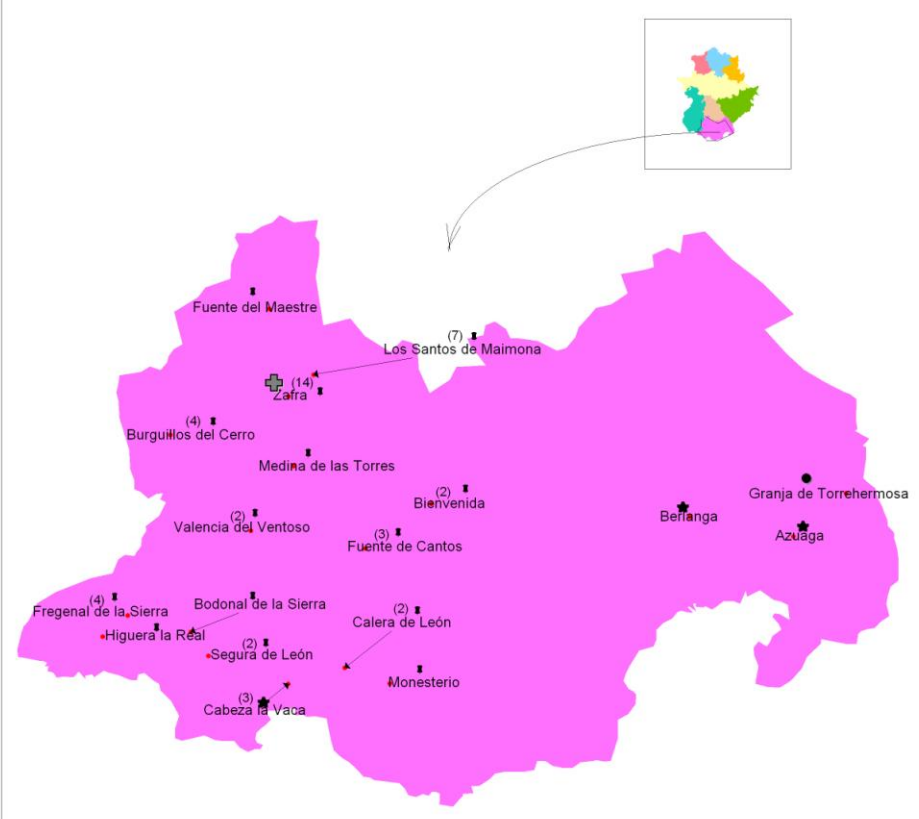 Fuente del Maestre
(7)
Los Santos de Maimona
(14)
Zafra
(4)
Burguillos del Cerro
Medina de las Torres
(2)
Bienvenida
Granja de Torrehermosa
Berlanga
(2)
Valencia del Ventoso
Azuaga
(3)
Fuente de Cantos
(4)
Fregenal de la Sierra
Bodonal de la Sierra
(2)
Calera de León
Higuera la Real
(2)
Segura de León
Monesterio
(3)
Cabeza la Vaca